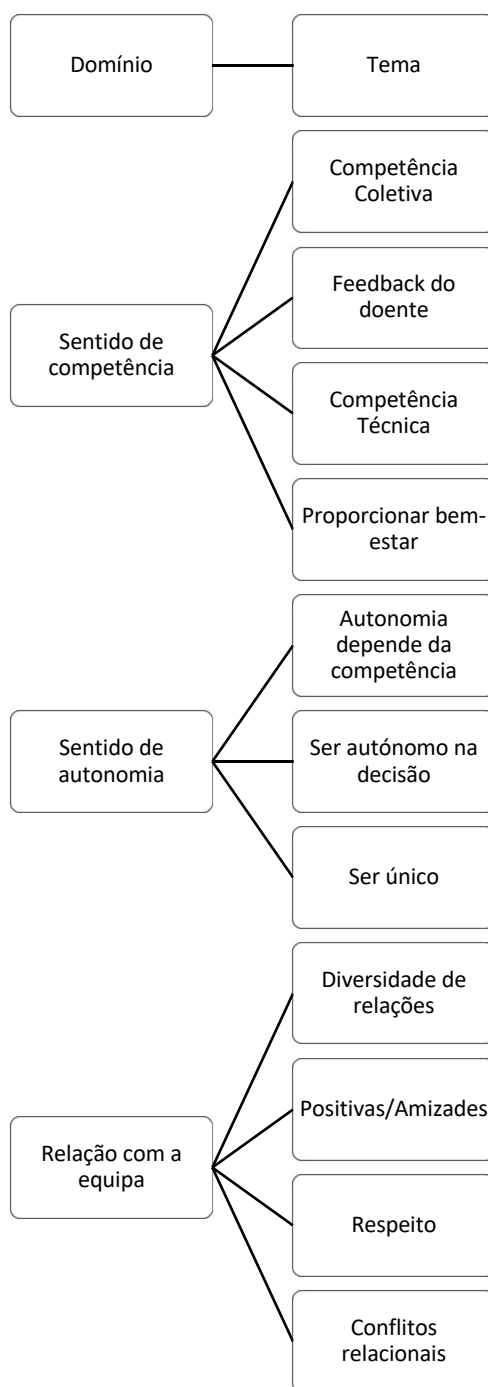 Domínio
Tema
Sentido de
competência
Competência
Coletiva
Feedback do
doente
Competência
Técnica
Proporcionar bem-
estar
Sentido de
autonomia
Autonomia
depende da
competência
Ser autónomo na
decisão
Ser único
Relação com a
equipa
Diversidade de
relações
Positivas/Amizades
Respeito
Conflitos
relacionais